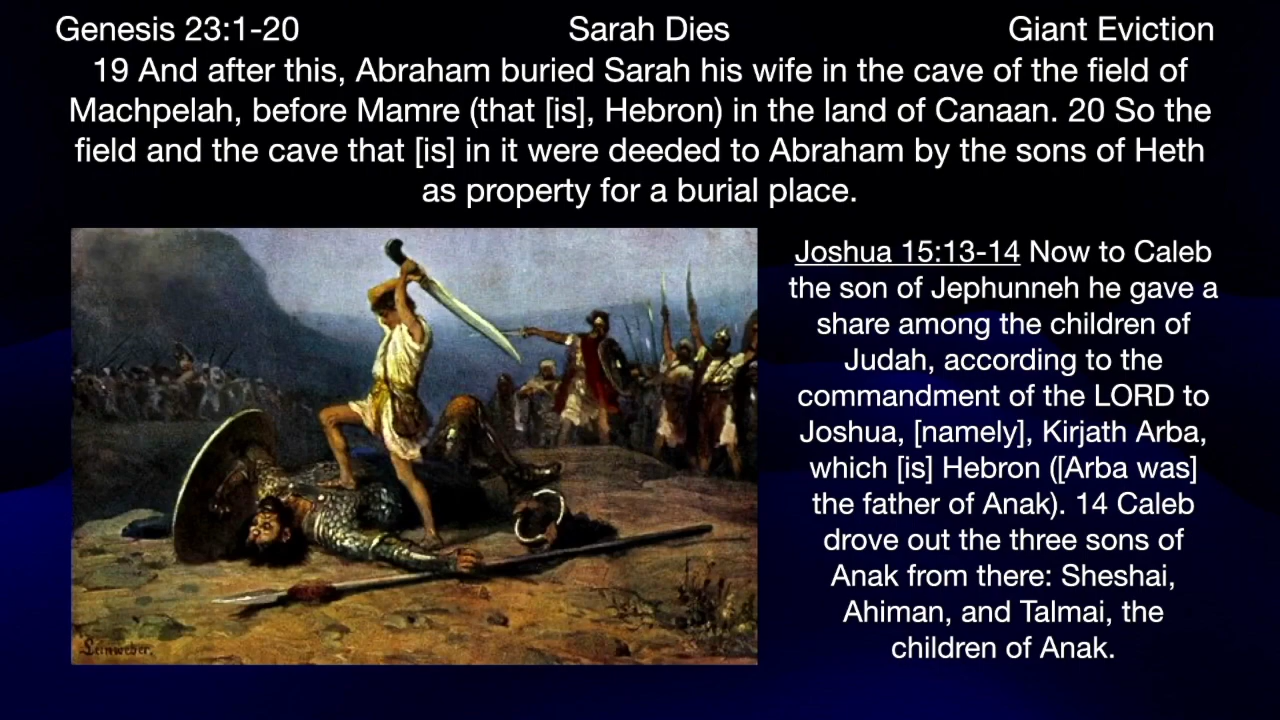 Genesis 23:1-20 Sarah Dies Giant Eviction
19 And after this, Abraham buried Sarah his wife in the cave of the field of
Machpelah, before Mamre (that [is], Hebron) in the land of Canaan. 20 So the
field and the cave that [is] in it were deeded to Abraham by the sons of Heth
as property for a burial place.
Joshua 15:13-14 Now to Caleb
the son of Jephunneh he gave a
share among the children of
Judah, according to the
commandment of the LORD to
Joshua, [namely], Kirjath Arba,
which [is] Hebron ([Arba was]
the father of Anak). 14 Caleb
drove out the three sons of
Anak from there: Sheshai,
Ahiman, and Talmai, the
children of Anak.
Leinweber.